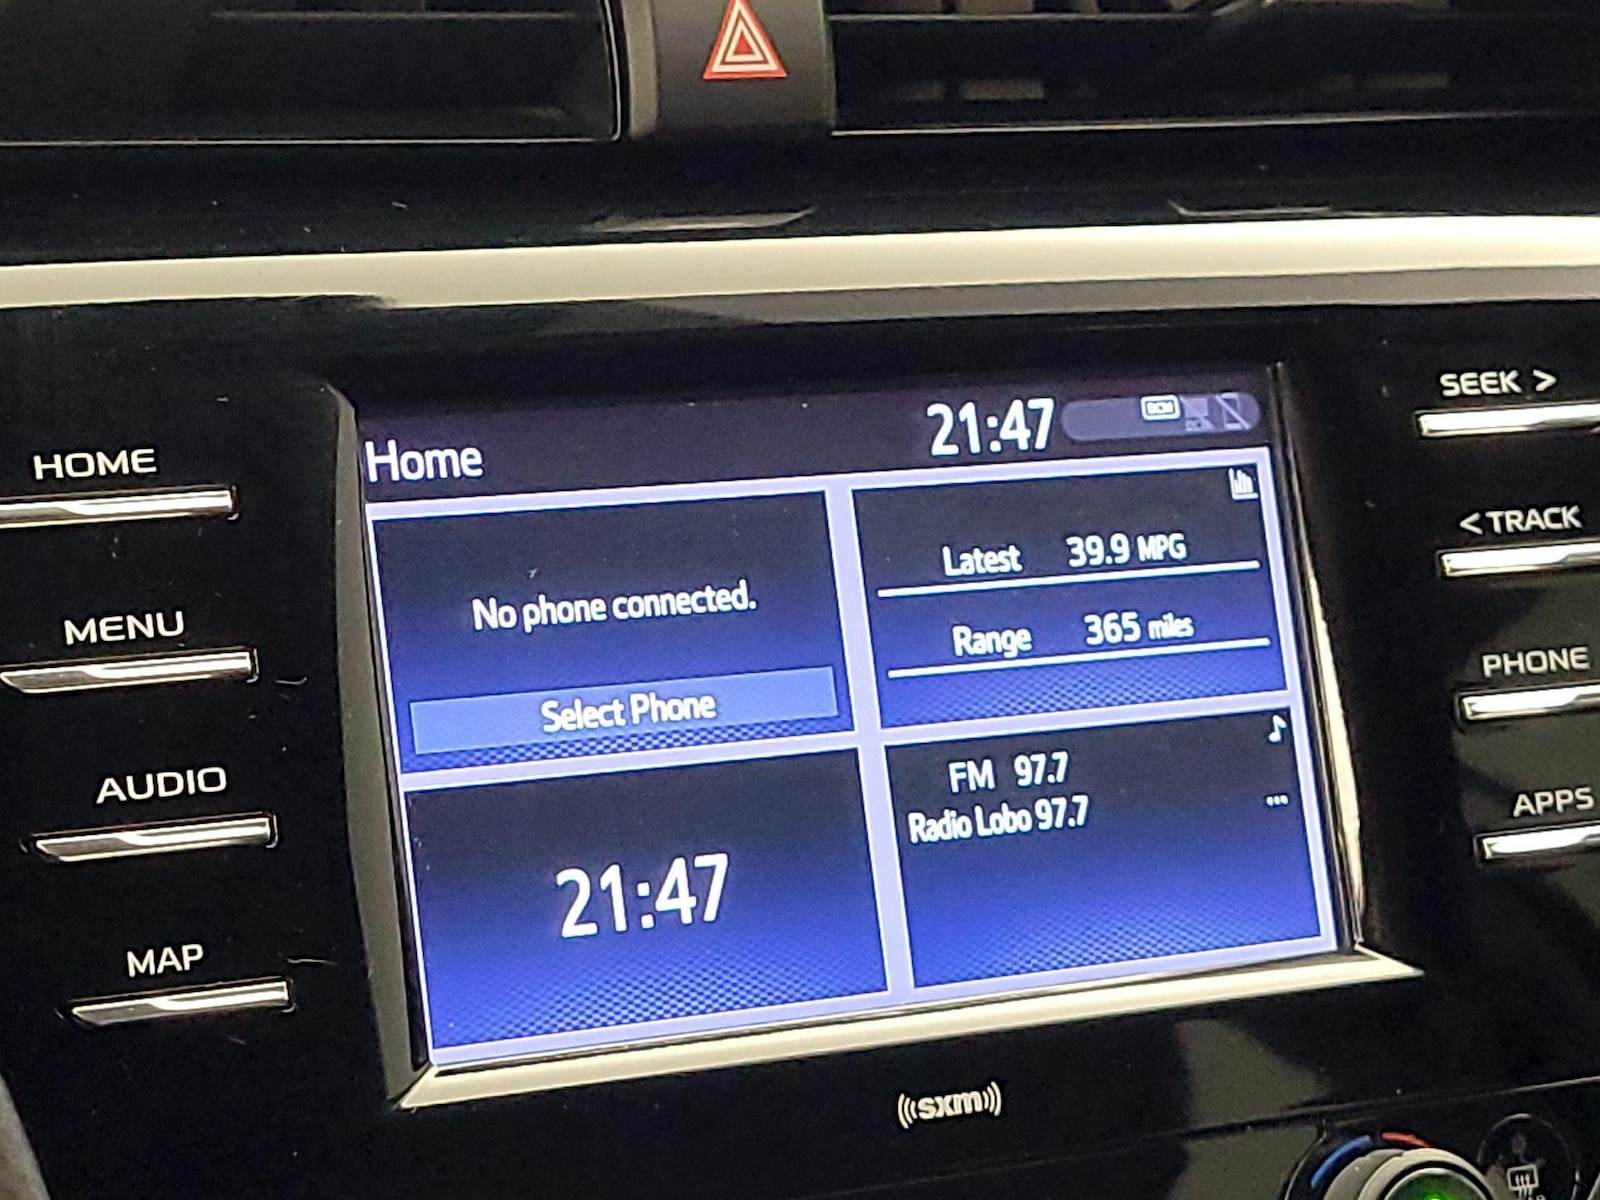 HOME
MENU
AUDIO
MAP
Home
21:47
DCM
No phone connected.
Select Phone
Latest 39.9 MPG
Range 365 miles
21:47
FM 97.7
Radio Lobo 97.7
...
SEEK >
< TRACK
PHONE
APPS
((sxm))